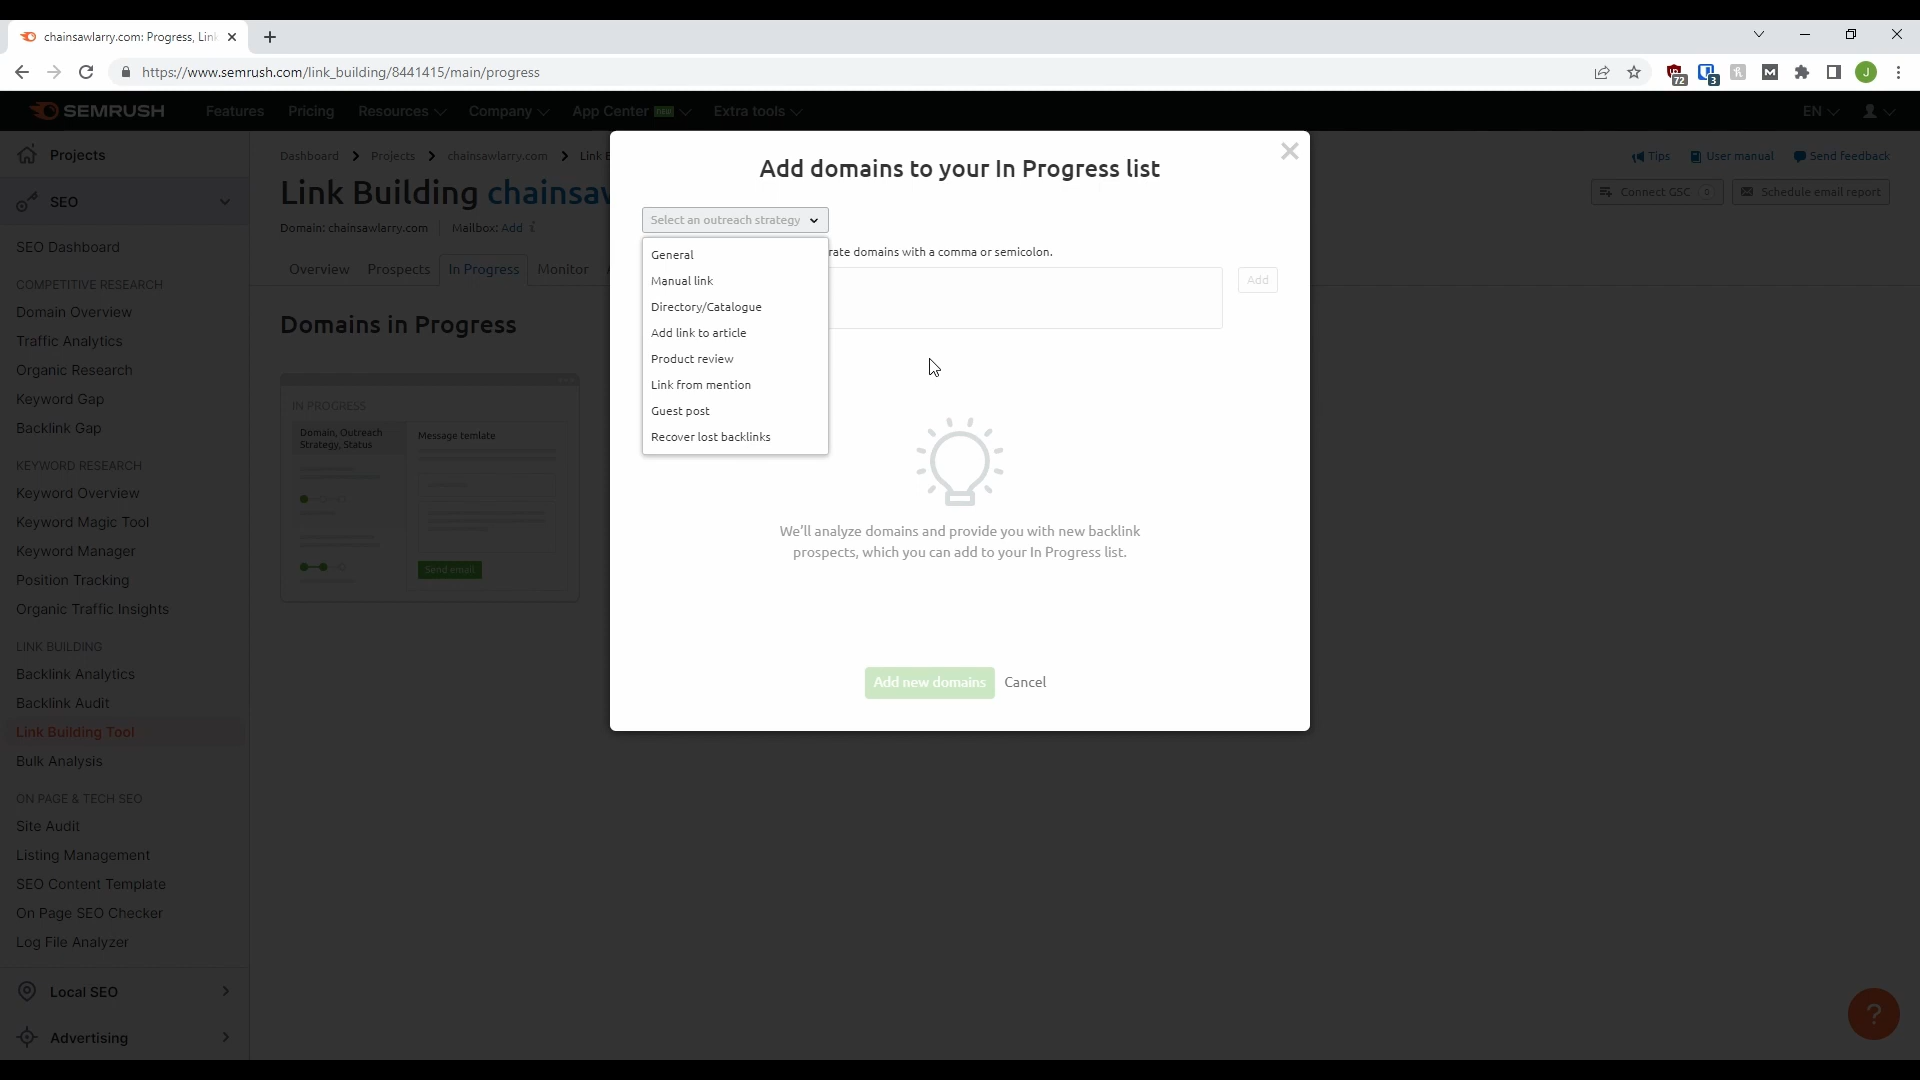 chainsawlarry.com: Progress, Lin
https://www.semrush.com/link_building/8441415/main/progress
72
3
J
SEMRUSH
Features
Pricing
Resources
Company
App Center new
Extra tools
EN
Projects
SEO
SEO Dashboard
COMPETITIVE RESEARCH
Domain Overview
Traffic Analytics
Organic Research
Keyword Gap
Backlink Gap
KEYWORD RESEARCH
Keyword Overview
Keyword Magic Tool
Keyword Manager
Position Tracking
Organic Traffic Insights
LINK BUILDING
Backlink Analytics
Backlink Audit
Link Building Tool
Bulk Analysis
ON PAGE & TECH SEO
Site Audit
Listing Management
SEO Content Template
On Page SEO Checker
Log File Analyzer
Local SEO
Advertising
Dashboard > Projects > chainsawlarry.com > Link B
Tips
User manual
Send feedback
Link Building chainsaw
Connect GSC 0
Schedule email report
Domain: chainsawlarry.com
Mailbox: Add i
Overview
Prospects
In Progress
Monitor
Domains in Progress
IN PROGRESS
Domain, Outreach
Strategy, Status
Message temlate
Send email
Add domains to your In Progress list
Select an outreach strategy
rate domains with a comma or semicolon.
General
Manual link
Directory/Catalogue
Add link to article
Product review
Link from mention
Guest post
Recover lost backlinks
Add
We'll analyze domains and provide you with new backlink
prospects, which you can add to your In Progress list.
Add new domains
Cancel
?